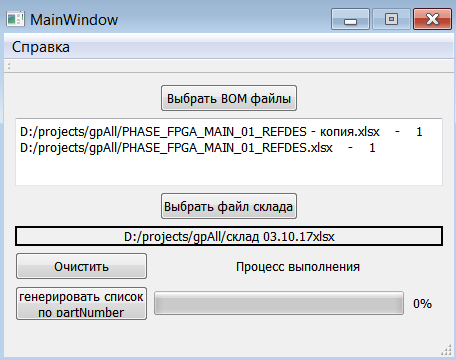 MainWindow
Справка
Выбрать BOM файлы
D:/projects/gpAll/PHASE_FPGA_MAIN_01_REFDES - копия.xlsx - 1
D:/projects/gpAll/PHASE_FPGA_MAIN_01_REFDES.xlsx - 1
Выбрать файл склада
D:/projects/gpAll/склад 03.10.17xlsx
Очистить
Процесс выполнения
генерировать список
по partNumber
0%